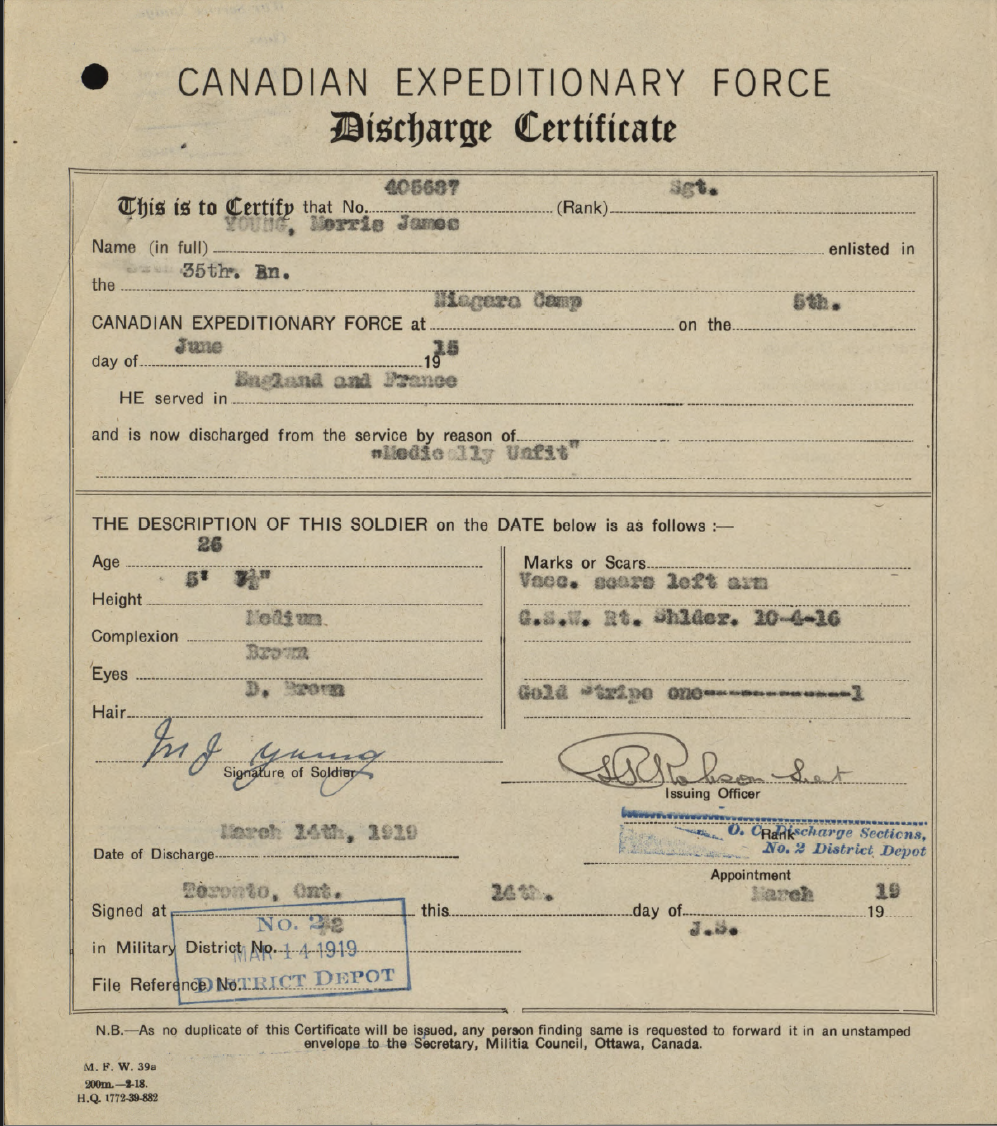 CANADIAN EXPEDITIONARY FORCE
Discharge Certificate
This is to Certify that No. 405637 (Rank) Sgt.
Name (in full) YOUNG, Morris James enlisted in
the 35th. Bn.
CANADIAN EXPEDITIONARY FORCE at Niagara Camp on the 5th.
day of June 1915
HE served in England and France
and is now discharged from the service by reason of
"Medically Unfit"
THE DESCRIPTION OF THIS SOLDIER on the DATE below is as follows :—
Age 26
Height 5' 7½"
Complexion Medium.
Eyes Brown
Hair D. Brown
Marks or Scars
Vacc. scars left arm
G.S.W. Rt. Shlder. 10-4-16
Gold Stripe one--------------1
M J Young
Signature of Soldier
Issuing Officer
O. C. Discharge Sections,
Rank
No. 2 District Depot
Appointment
Date of Discharge March 14th, 1919
Signed at Toronto, Ont. this 14th. day of March 1919
J.S.
in Military District No. 2
File Reference No.
No. 2
MAR 14 1919
DISTRICT DEPOT
N.B.—As no duplicate of this Certificate will be issued, any person finding same is requested to forward it in an unstamped
envelope to the Secretary, Militia Council, Ottawa, Canada.
M. F. W. 39a
200m.—2-18.
H.Q. 1772-39-882